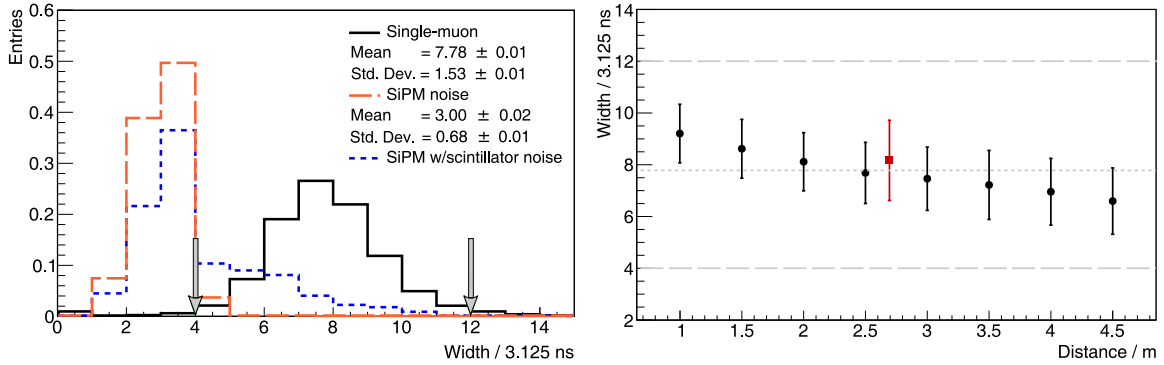 Entries
0.6
0.5
0.4
0.3
0.2
0.1
0
Single-muon
Mean = 7.78 ± 0.01
Std. Dev. = 1.53 ± 0.01
SiPM noise
Mean = 3.00 ± 0.02
Std. Dev. = 0.68 ± 0.01
SiPM w/scintillator noise
0 2 4 6 8 10 12 14
Width / 3.125 ns
Width / 3.125 ns
14
12
10
8
6
4
2
1 1.5 2 2.5 3 3.5 4 4.5
Distance / m